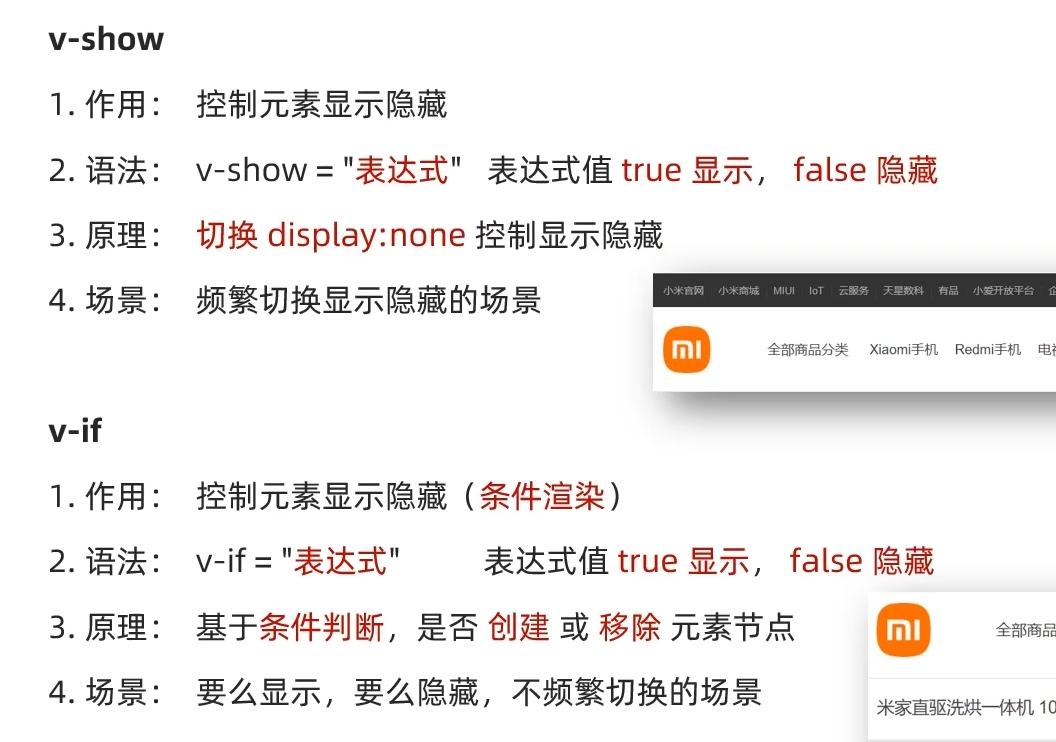 v-show
1. 作用： 控制元素显示隐藏
2. 语法： v-show = "表达式" 表达式值 true 显示， false 隐藏
3. 原理： 切换 display:none 控制显示隐藏
4. 场景： 频繁切换显示隐藏的场景
小米官网 小米商城 MIUI IoT 云服务 天星数科 有品 小爱开放平台
mi
全部商品分类 Xiaomi手机 Redmi手机 电视
v-if
1. 作用： 控制元素显示隐藏（条件渲染）
2. 语法： v-if = "表达式" 表达式值 true 显示， false 隐藏
3. 原理： 基于条件判断，是否 创建 或 移除 元素节点
4. 场景： 要么显示，要么隐藏，不频繁切换的场景
mi
全部商品
米家直驱洗烘一体机 10